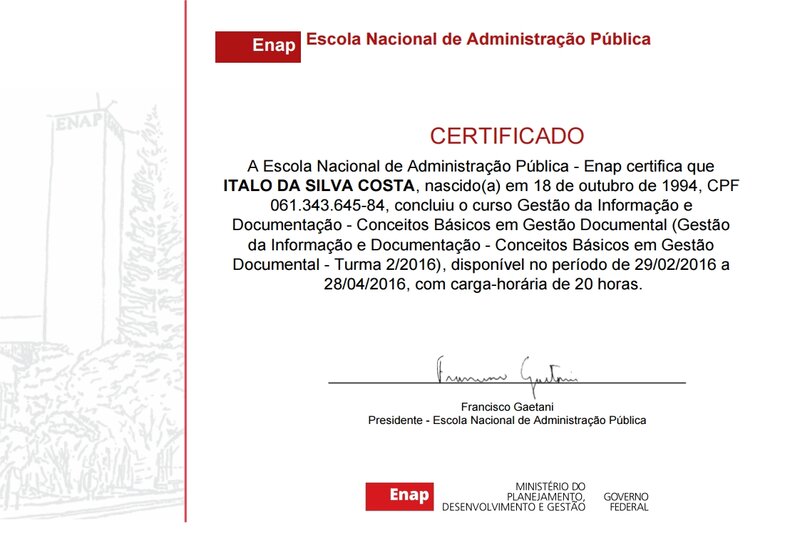 ENAP
Enap Escola Nacional de Administração Pública
CERTIFICADO
A Escola Nacional de Administração Pública - Enap certifica que
ITALO DA SILVA COSTA, nascido(a) em 18 de outubro de 1994, CPF
061.343.645-84, concluiu o curso Gestão da Informação e
Documentação - Conceitos Básicos em Gestão Documental (Gestão
da Informação e Documentação - Conceitos Básicos em Gestão
Documental - Turma 2/2016), disponível no período de 29/02/2016 a
28/04/2016, com carga-horária de 20 horas.
Francisco Gaetani
Francisco Gaetani
Presidente - Escola Nacional de Administração Pública
Enap
MINISTÉRIO DO
PLANEJAMENTO,
DESENVOLVIMENTO E GESTÃO
GOVERNO
FEDERAL